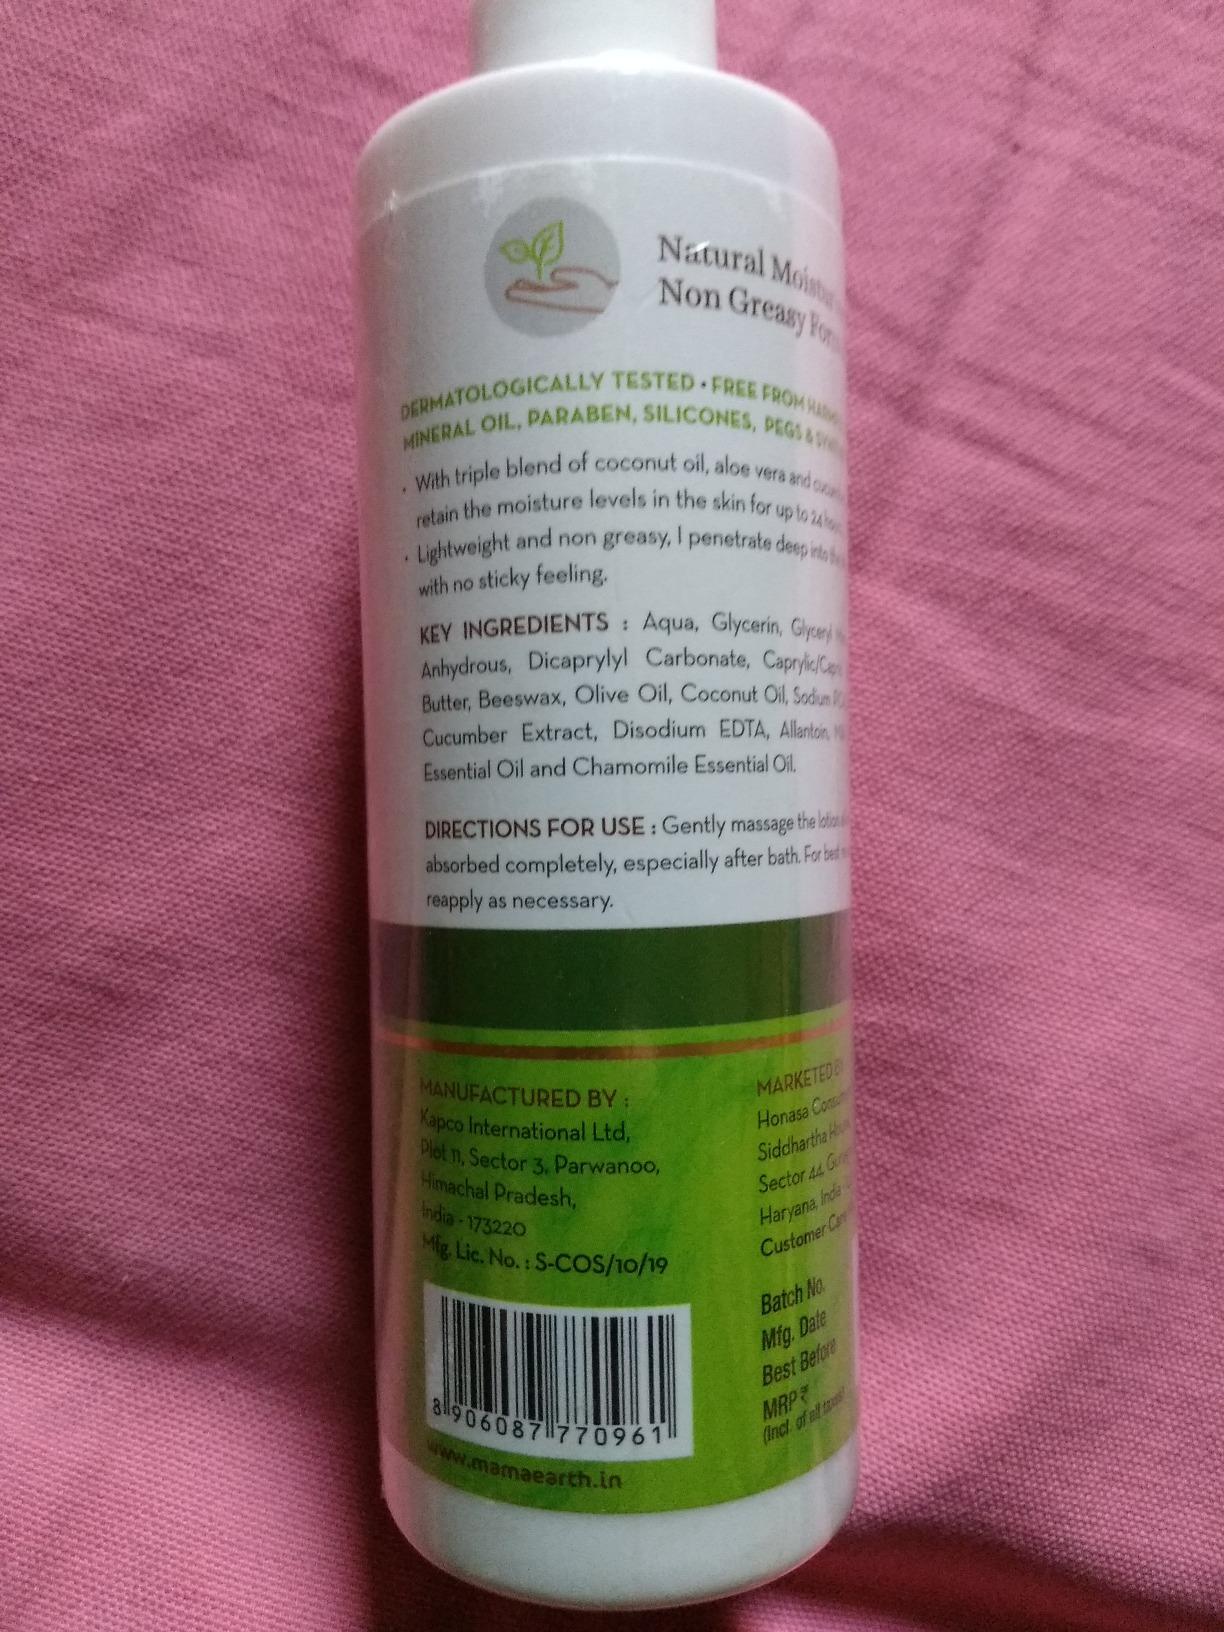 Natural
Non Greasy
DERMATOLOGICALLY TESTED • FREE FROM
MINERAL OIL, PARABEN, SILICONES, PEGS &
• With triple blend of coconut oil, aloe vera and
retain the moisture levels in the skin for up to 24
• Lightweight and non greasy, I penetrate deep into the
with no sticky feeling.
KEY INGREDIENTS : Aqua, Glycerin, Glyceryl
Anhydrous, Dicaprylyl Carbonate, Caprylic/
Butter, Beeswax, Olive Oil, Coconut Oil, Sodium
Cucumber Extract, Disodium EDTA, Allantoin,
Essential Oil and Chamomile Essential Oil.
DIRECTIONS FOR USE : Gently massage the lotion
absorbed completely, especially after bath. For best
reapply as necessary.
MANUFACTURED BY :
Kapco International Ltd,
Plot 11, Sector 3, Parwanoo,
Himachal Pradesh,
India - 173220
Mfg. Lic. No. : S-COS/10/19
8 906087 770961
www.mamaearth.in
MARKETED BY
Honasa
Siddhartha
Sector 44,
Haryana, India
Customer Care
Batch No.
Mfg. Date
Best Before
MRP ₹
(Incl. of all taxes)